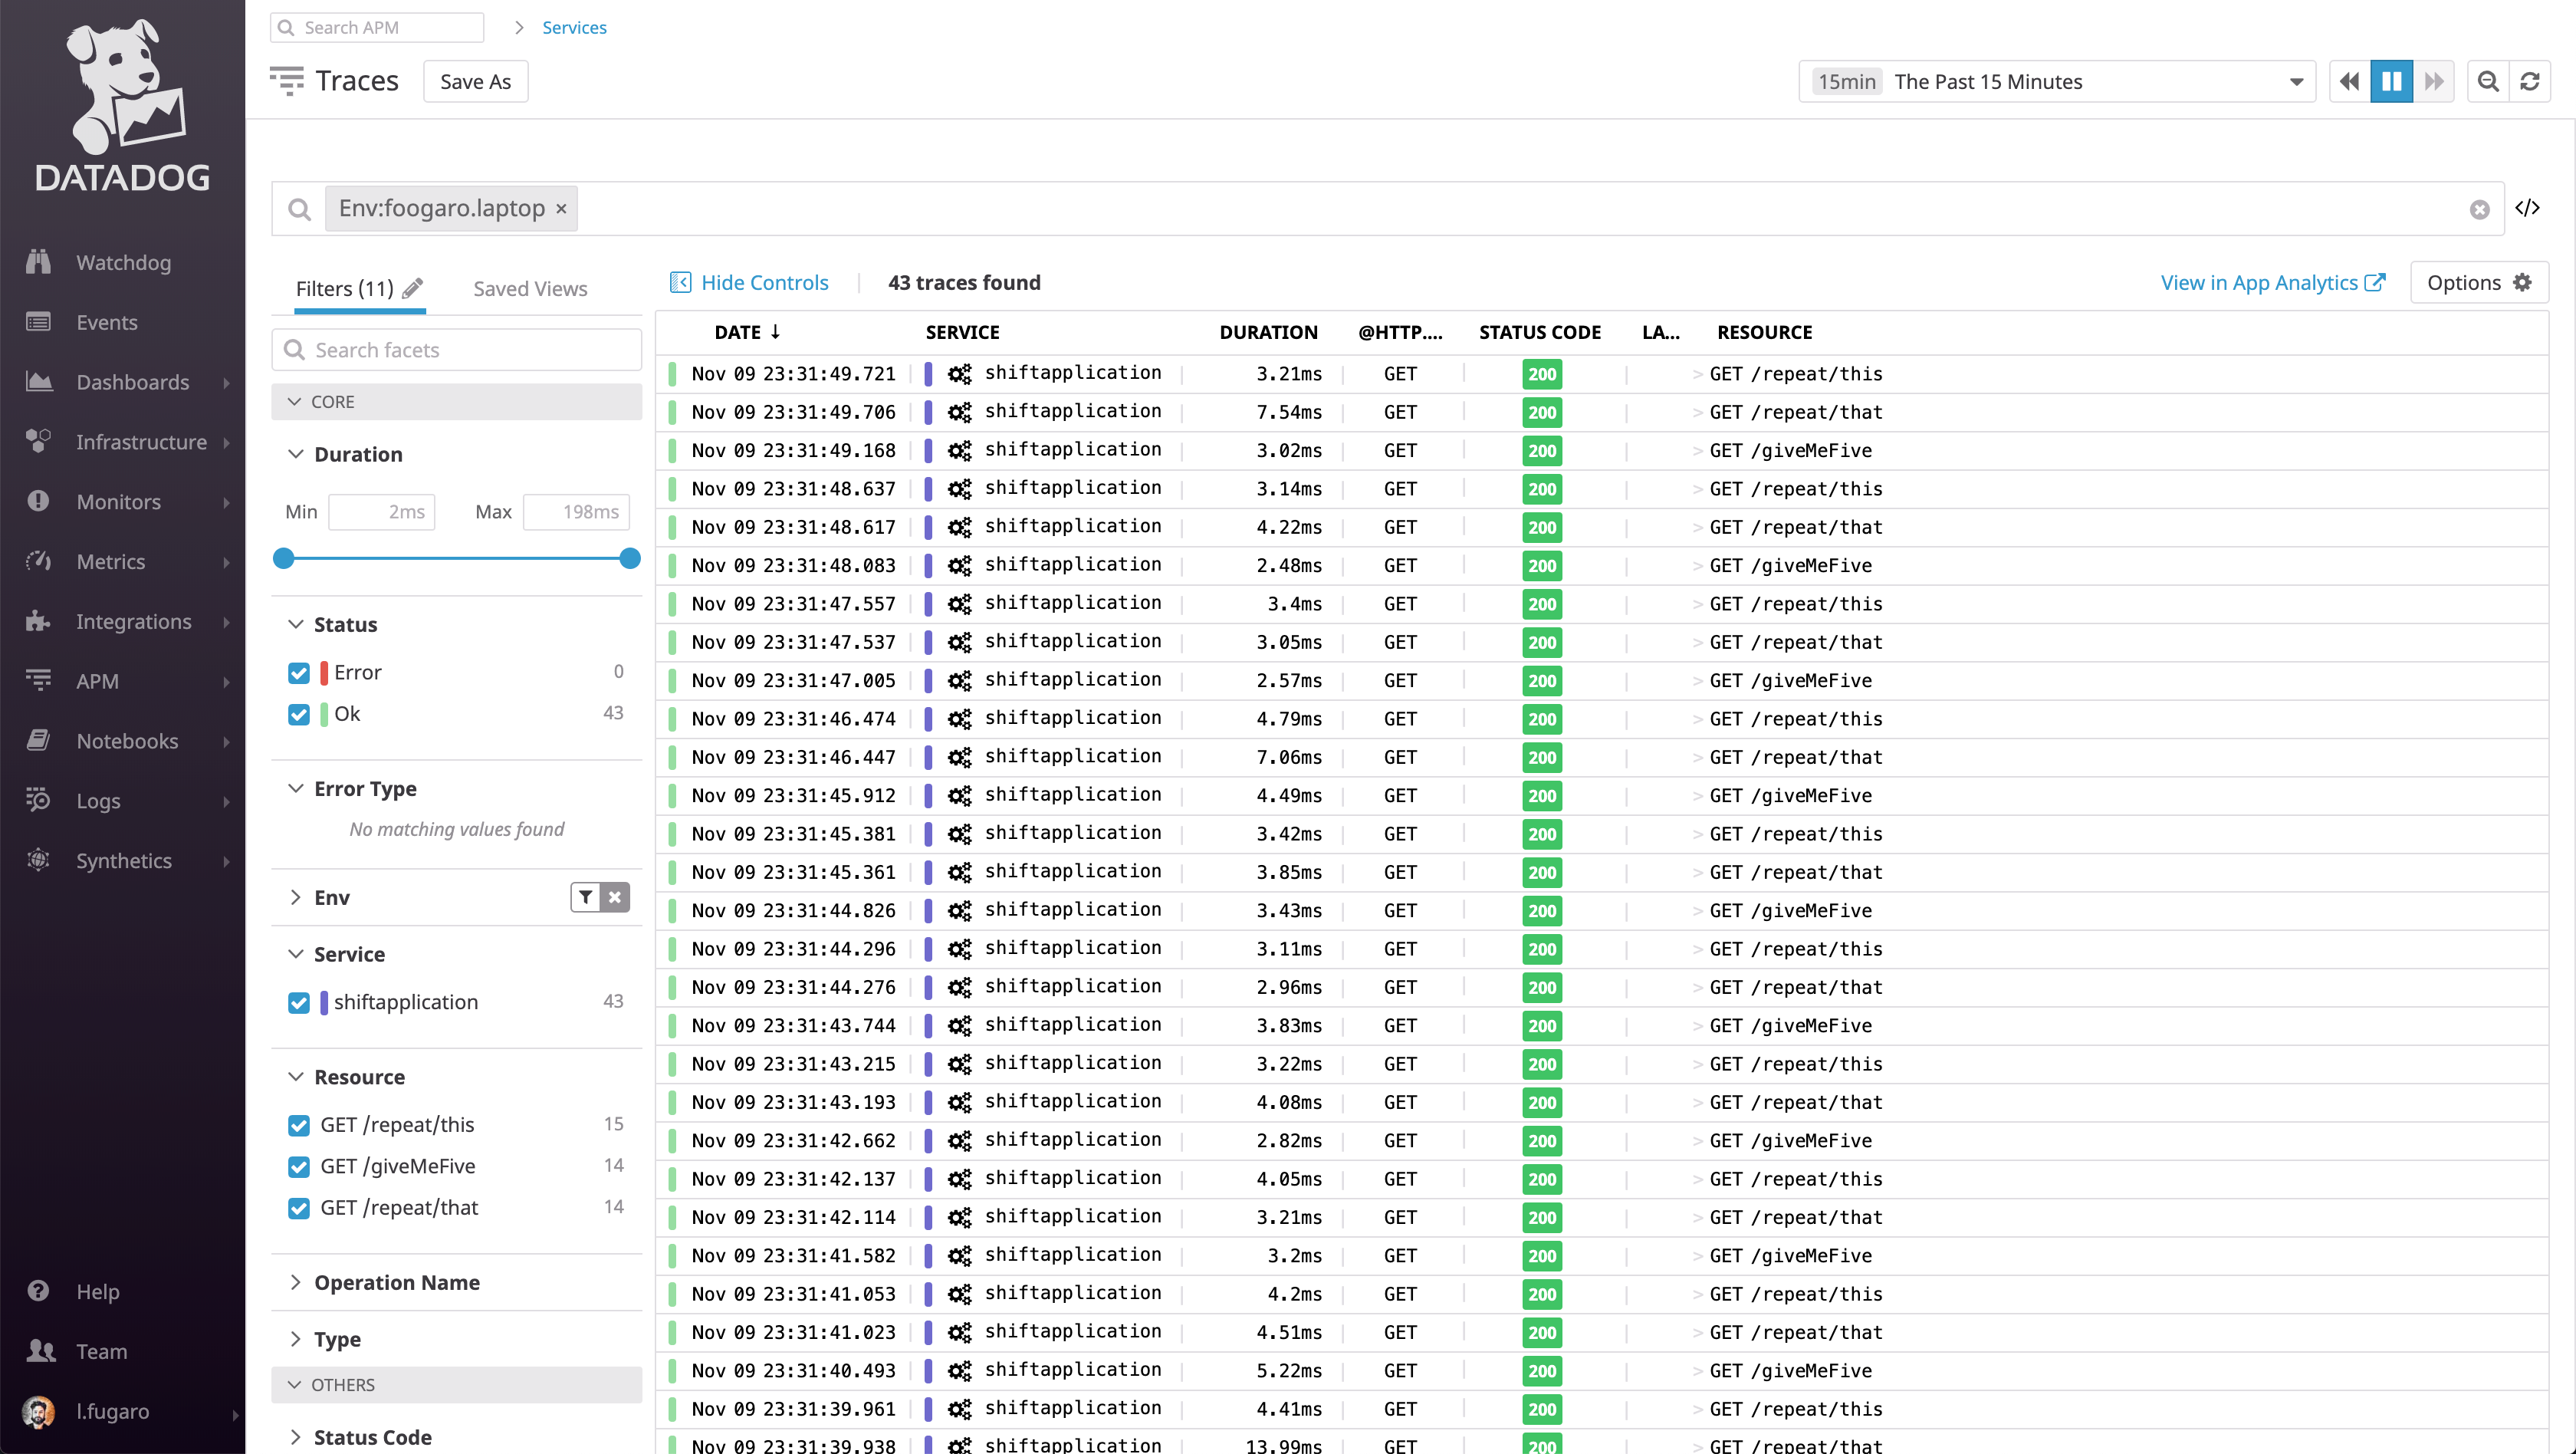 DATADOG
Watchdog
Events
Dashboards
Infrastructure
Monitors
Metrics
Integrations
APM
Notebooks
Logs
Synthetics
Help
Team
l.fugaro
Search APM > Services
Traces Save As
15min The Past 15 Minutes
Env:foogaro.laptop ×
</>
Filters (11) Saved Views
Search facets
CORE
Duration
Min 2ms Max 198ms
Status
Error 0
Ok 43
Error Type
No matching values found
Env
Service
shiftapplication 43
Resource
GET /repeat/this 15
GET /giveMeFive 14
GET /repeat/that 14
Operation Name
Type
OTHERS
Status Code
Hide Controls 43 traces found View in App Analytics Options
DATE ↓ SERVICE DURATION @HTTP.... STATUS CODE LA... RESOURCE
Nov 09 23:31:49.721 shiftapplication 3.21ms GET 200 > GET /repeat/this
Nov 09 23:31:49.706 shiftapplication 7.54ms GET 200 > GET /repeat/that
Nov 09 23:31:49.168 shiftapplication 3.02ms GET 200 > GET /giveMeFive
Nov 09 23:31:48.637 shiftapplication 3.14ms GET 200 > GET /repeat/this
Nov 09 23:31:48.617 shiftapplication 4.22ms GET 200 > GET /repeat/that
Nov 09 23:31:48.083 shiftapplication 2.48ms GET 200 > GET /giveMeFive
Nov 09 23:31:47.557 shiftapplication 3.4ms GET 200 > GET /repeat/this
Nov 09 23:31:47.537 shiftapplication 3.05ms GET 200 > GET /repeat/that
Nov 09 23:31:47.005 shiftapplication 2.57ms GET 200 > GET /giveMeFive
Nov 09 23:31:46.474 shiftapplication 4.79ms GET 200 > GET /repeat/this
Nov 09 23:31:46.447 shiftapplication 7.06ms GET 200 > GET /repeat/that
Nov 09 23:31:45.912 shiftapplication 4.49ms GET 200 > GET /giveMeFive
Nov 09 23:31:45.381 shiftapplication 3.42ms GET 200 > GET /repeat/this
Nov 09 23:31:45.361 shiftapplication 3.85ms GET 200 > GET /repeat/that
Nov 09 23:31:44.826 shiftapplication 3.43ms GET 200 > GET /giveMeFive
Nov 09 23:31:44.296 shiftapplication 3.11ms GET 200 > GET /repeat/this
Nov 09 23:31:44.276 shiftapplication 2.96ms GET 200 > GET /repeat/that
Nov 09 23:31:43.744 shiftapplication 3.83ms GET 200 > GET /giveMeFive
Nov 09 23:31:43.215 shiftapplication 3.22ms GET 200 > GET /repeat/this
Nov 09 23:31:43.193 shiftapplication 4.08ms GET 200 > GET /repeat/that
Nov 09 23:31:42.662 shiftapplication 2.82ms GET 200 > GET /giveMeFive
Nov 09 23:31:42.137 shiftapplication 4.05ms GET 200 > GET /repeat/this
Nov 09 23:31:42.114 shiftapplication 3.21ms GET 200 > GET /repeat/that
Nov 09 23:31:41.582 shiftapplication 3.2ms GET 200 > GET /giveMeFive
Nov 09 23:31:41.053 shiftapplication 4.2ms GET 200 > GET /repeat/this
Nov 09 23:31:41.023 shiftapplication 4.51ms GET 200 > GET /repeat/that
Nov 09 23:31:40.493 shiftapplication 5.22ms GET 200 > GET /giveMeFive
Nov 09 23:31:39.961 shiftapplication 4.41ms GET 200 > GET /repeat/this
Nov 09 23:31:39.938 shiftapplication 13.99ms GET 200 > GET /repeat/that